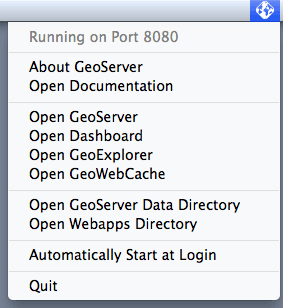 Running on Port 8080
About GeoServer
Open Documentation
Open GeoServer
Open Dashboard
Open GeoExplorer
Open GeoWebCache
Open GeoServer Data Directory
Open Webapps Directory
Automatically Start at Login
Quit